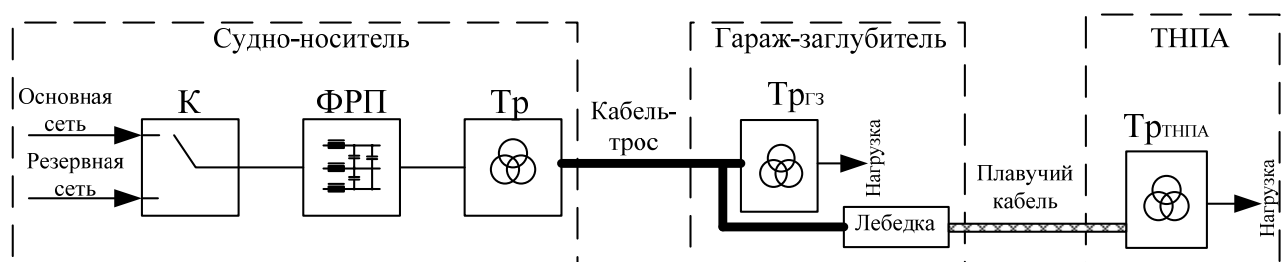 Судно-носитель
Основная
сеть
Резервная
сеть
К
ФРП
Тр
Кабель-
трос
Гараж-заглубитель
ТрГЗ
Нагрузка
Лебедка
Плавучий
кабель
ТНПА
ТрТНПА
Нагрузка